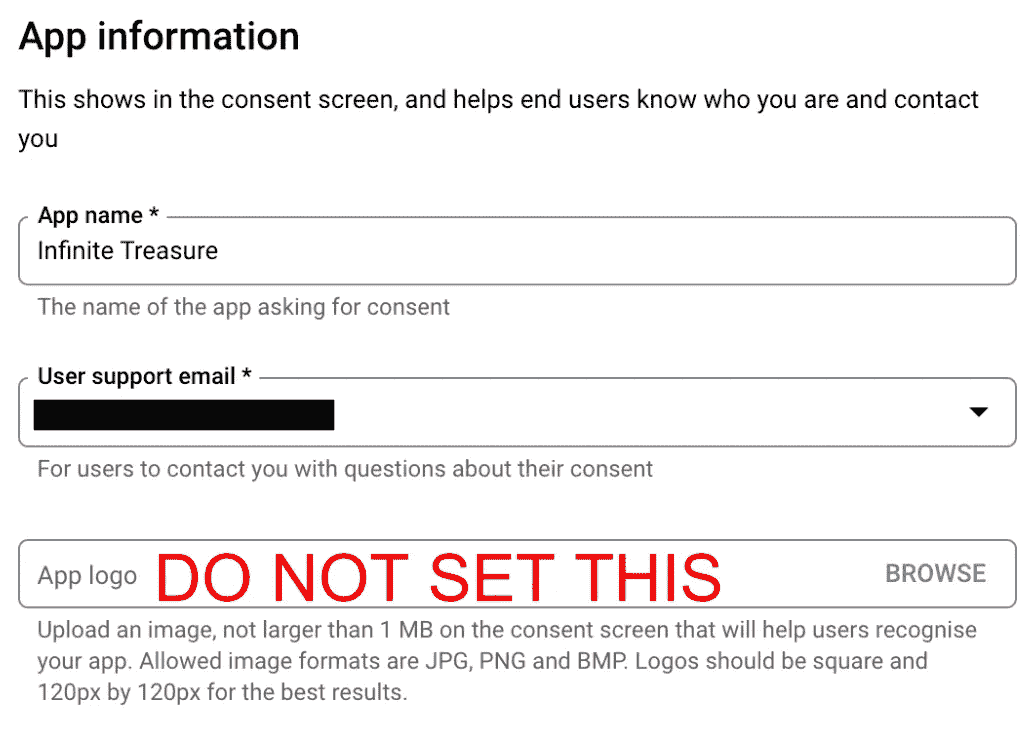 App information
This shows in the consent screen, and helps end users know who you are and contact
you
App name *
Infinite Treasure
The name of the app asking for consent
User support email *
For users to contact you with questions about their consent
App logo DO NOT SET THIS BROWSE
Upload an image, not larger than 1 MB on the consent screen that will help users recognise
your app. Allowed image formats are JPG, PNG and BMP. Logos should be square and
120px by 120px for the best results.